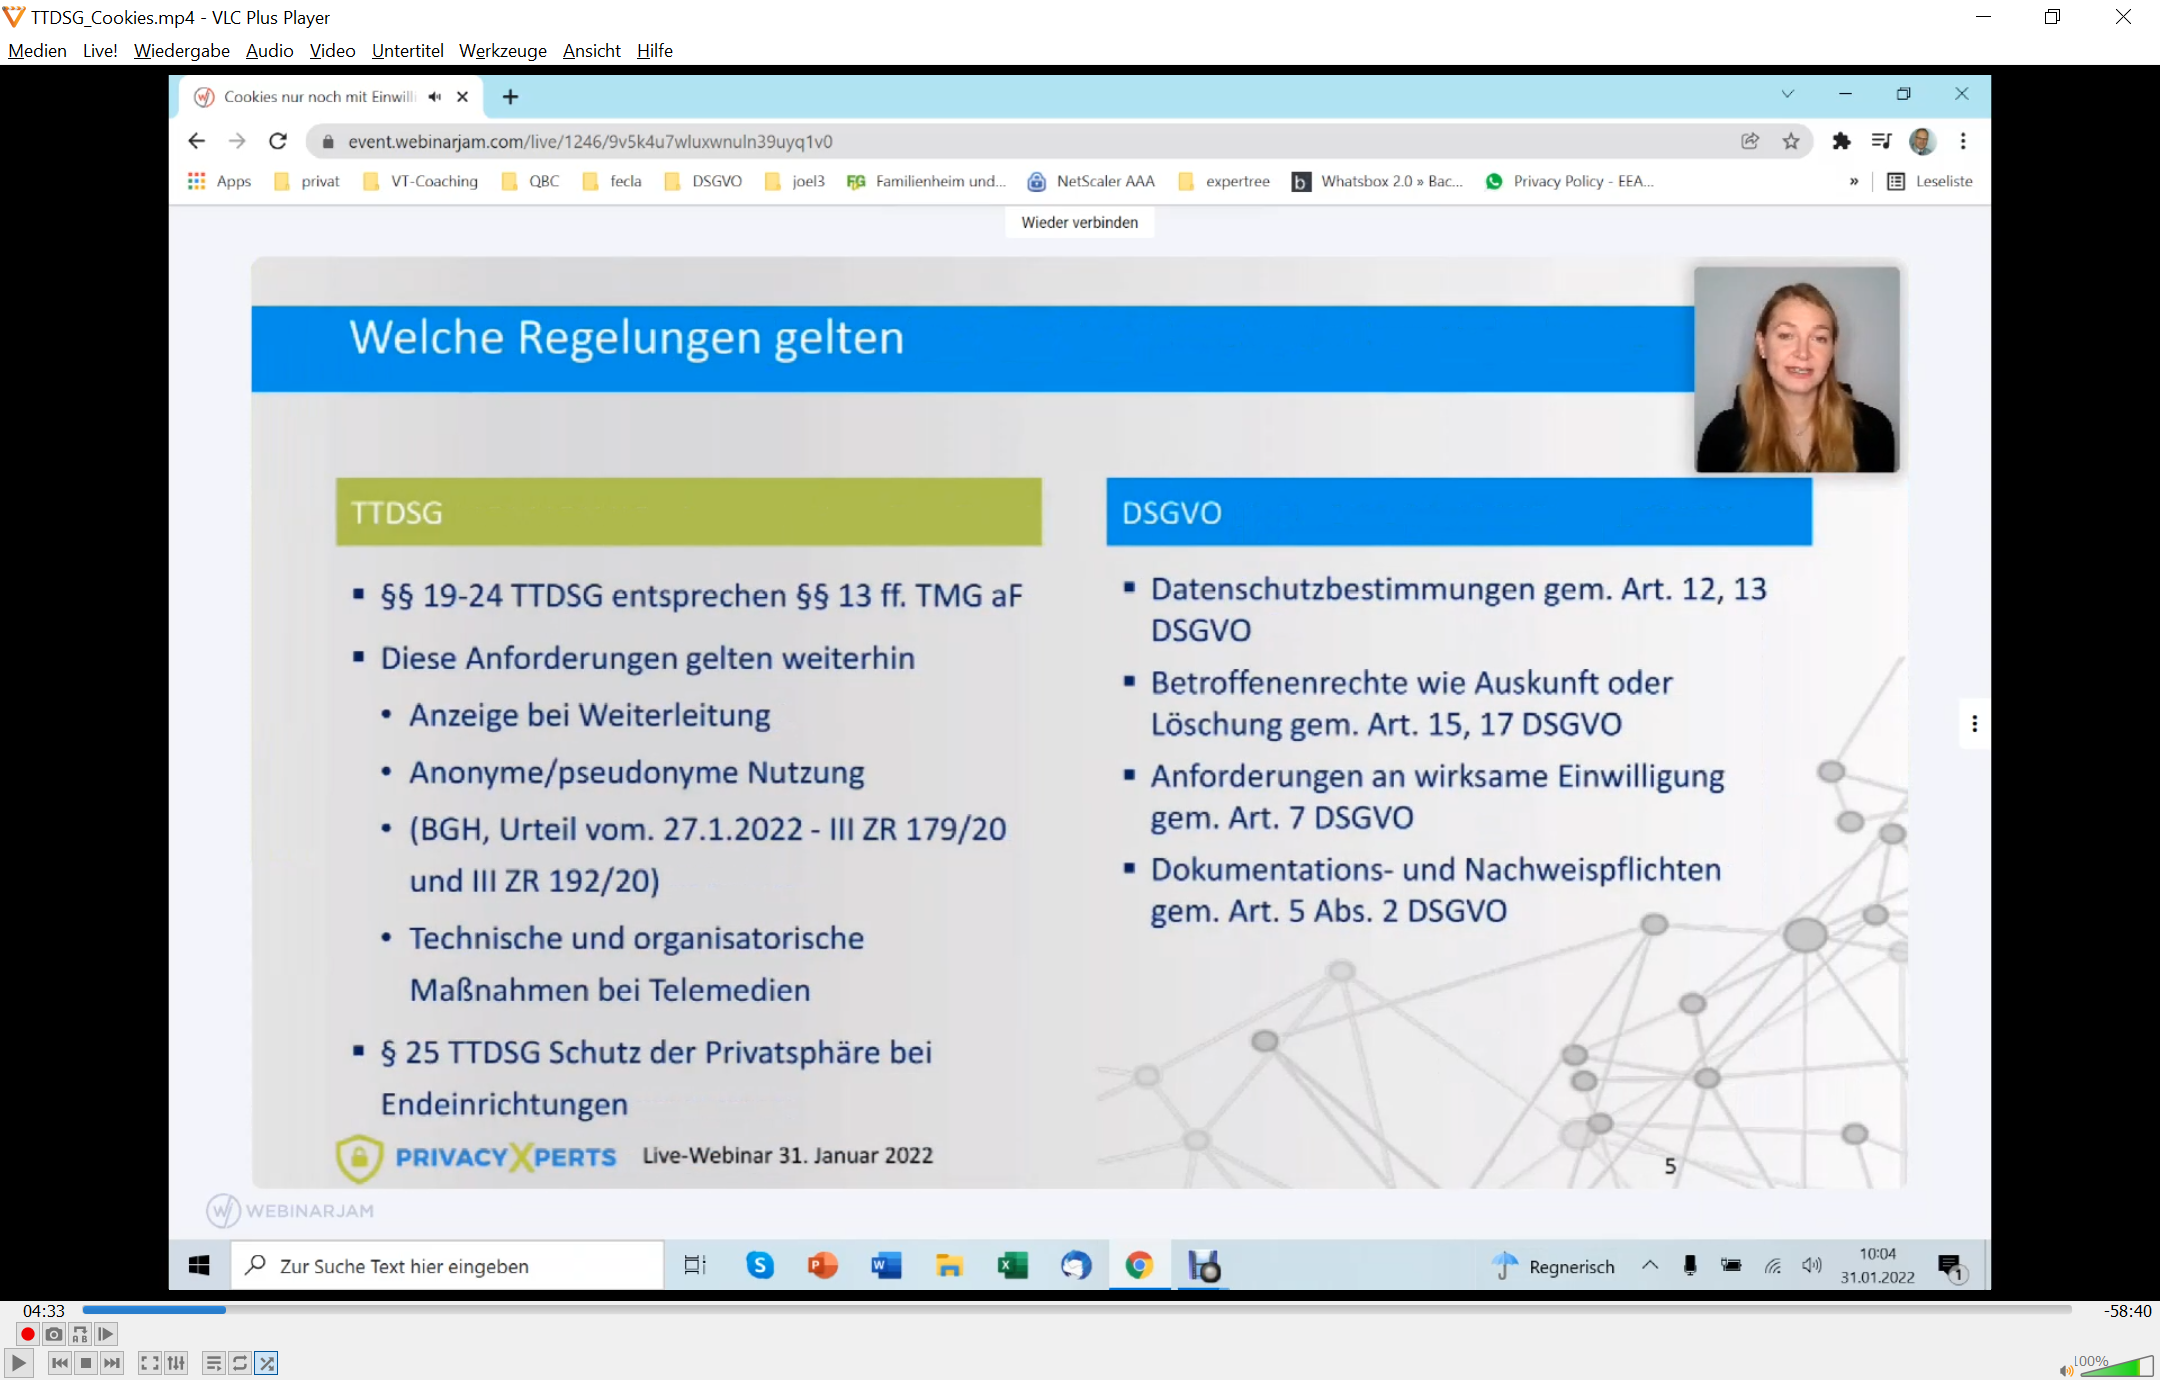 TTDSG_Cookies.mp4 - VLC Plus Player
Medien Live! Wiedergabe Audio Video Untertitel Werkzeuge Ansicht Hilfe
Cookies nur noch mit Einwilli
event.webinarjam.com/live/1246/9v5k4u7wluxwnuln39uyq1v0
Apps privat VT-Coaching QBC fecla DSGVO joel3 FG Familienheim und... NetScaler AAA expertree b Whatsbox 2.0 » Bac... Privacy Policy - EEA... » Leseliste
Wieder verbinden
Welche Regelungen gelten
TTDSG
▪ §§ 19-24 TTDSG entsprechen §§ 13 ff. TMG aF
▪ Diese Anforderungen gelten weiterhin
• Anzeige bei Weiterleitung
• Anonyme/pseudonyme Nutzung
• (BGH, Urteil vom. 27.1.2022 - III ZR 179/20
und III ZR 192/20)
• Technische und organisatorische
Maßnahmen bei Telemedien
▪ § 25 TTDSG Schutz der Privatsphäre bei
Endeinrichtungen
DSGVO
▪ Datenschutzbestimmungen gem. Art. 12, 13
DSGVO
▪ Betroffenenrechte wie Auskunft oder
Löschung gem. Art. 15, 17 DSGVO
▪ Anforderungen an wirksame Einwilligung
gem. Art. 7 DSGVO
▪ Dokumentations- und Nachweispflichten
gem. Art. 5 Abs. 2 DSGVO
PRIVACYXPERTS Live-Webinar 31. Januar 2022
5
WEBINARJAM
Zur Suche Text hier eingeben
Regnerisch
10:04
31.01.2022
1
04:33
-58:40
100%